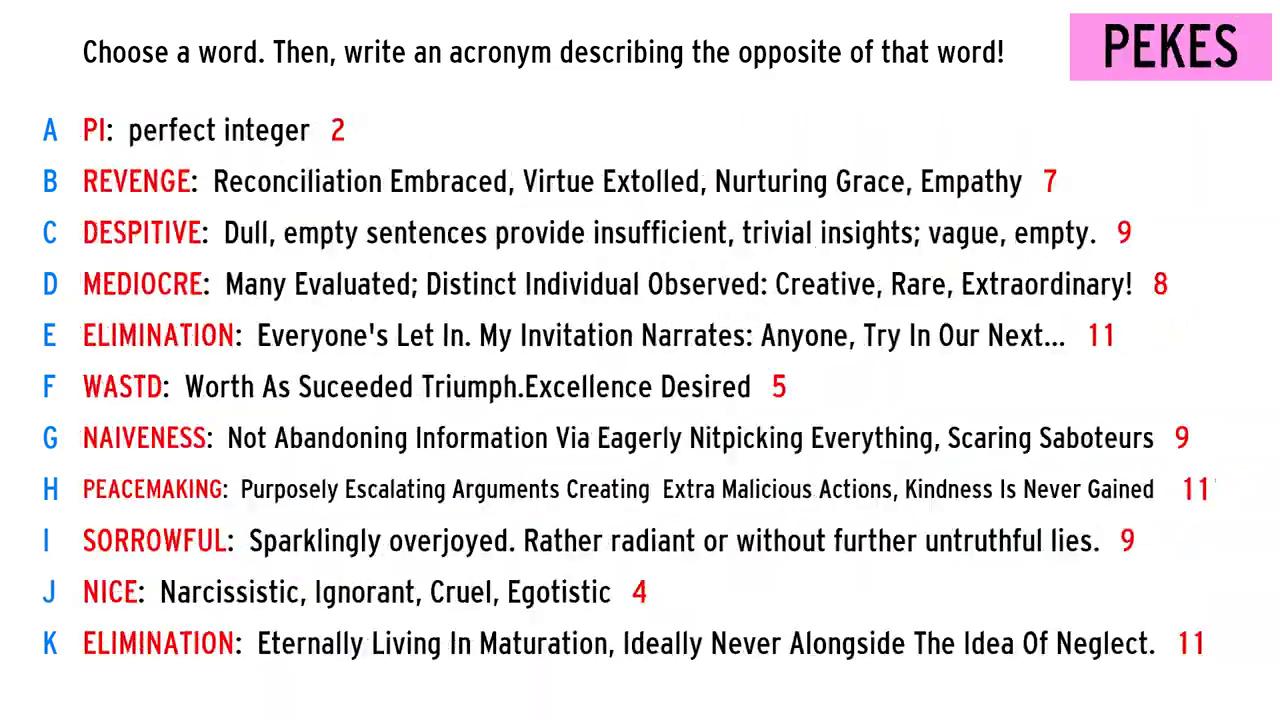 Choose a word. Then, write an acronym describing the opposite of that word!
PEKES
A PI: perfect integer 2
B REVENGE: Reconciliation Embraced, Virtue Extolled, Nurturing Grace, Empathy 7
C DESPITIVE: Dull, empty sentences provide insufficient, trivial insights; vague, empty. 9
D MEDIOCRE: Many Evaluated; Distinct Individual Observed: Creative, Rare, Extraordinary! 8
E ELIMINATION: Everyone's Let In. My Invitation Narrates: Anyone, Try In Our Next... 11
F WASTD: Worth As Suceeded Triumph.Excellence Desired 5
G NAIVENESS: Not Abandoning Information Via Eagerly Nitpicking Everything, Scaring Saboteurs 9
H PEACEMAKING: Purposely Escalating Arguments Creating Extra Malicious Actions, Kindness Is Never Gained 11
I SORROWFUL: Sparklingly overjoyed. Rather radiant or without further untruthful lies. 9
J NICE: Narcissistic, Ignorant, Cruel, Egotistic 4
K ELIMINATION: Eternally Living In Maturation, Ideally Never Alongside The Idea Of Neglect. 11